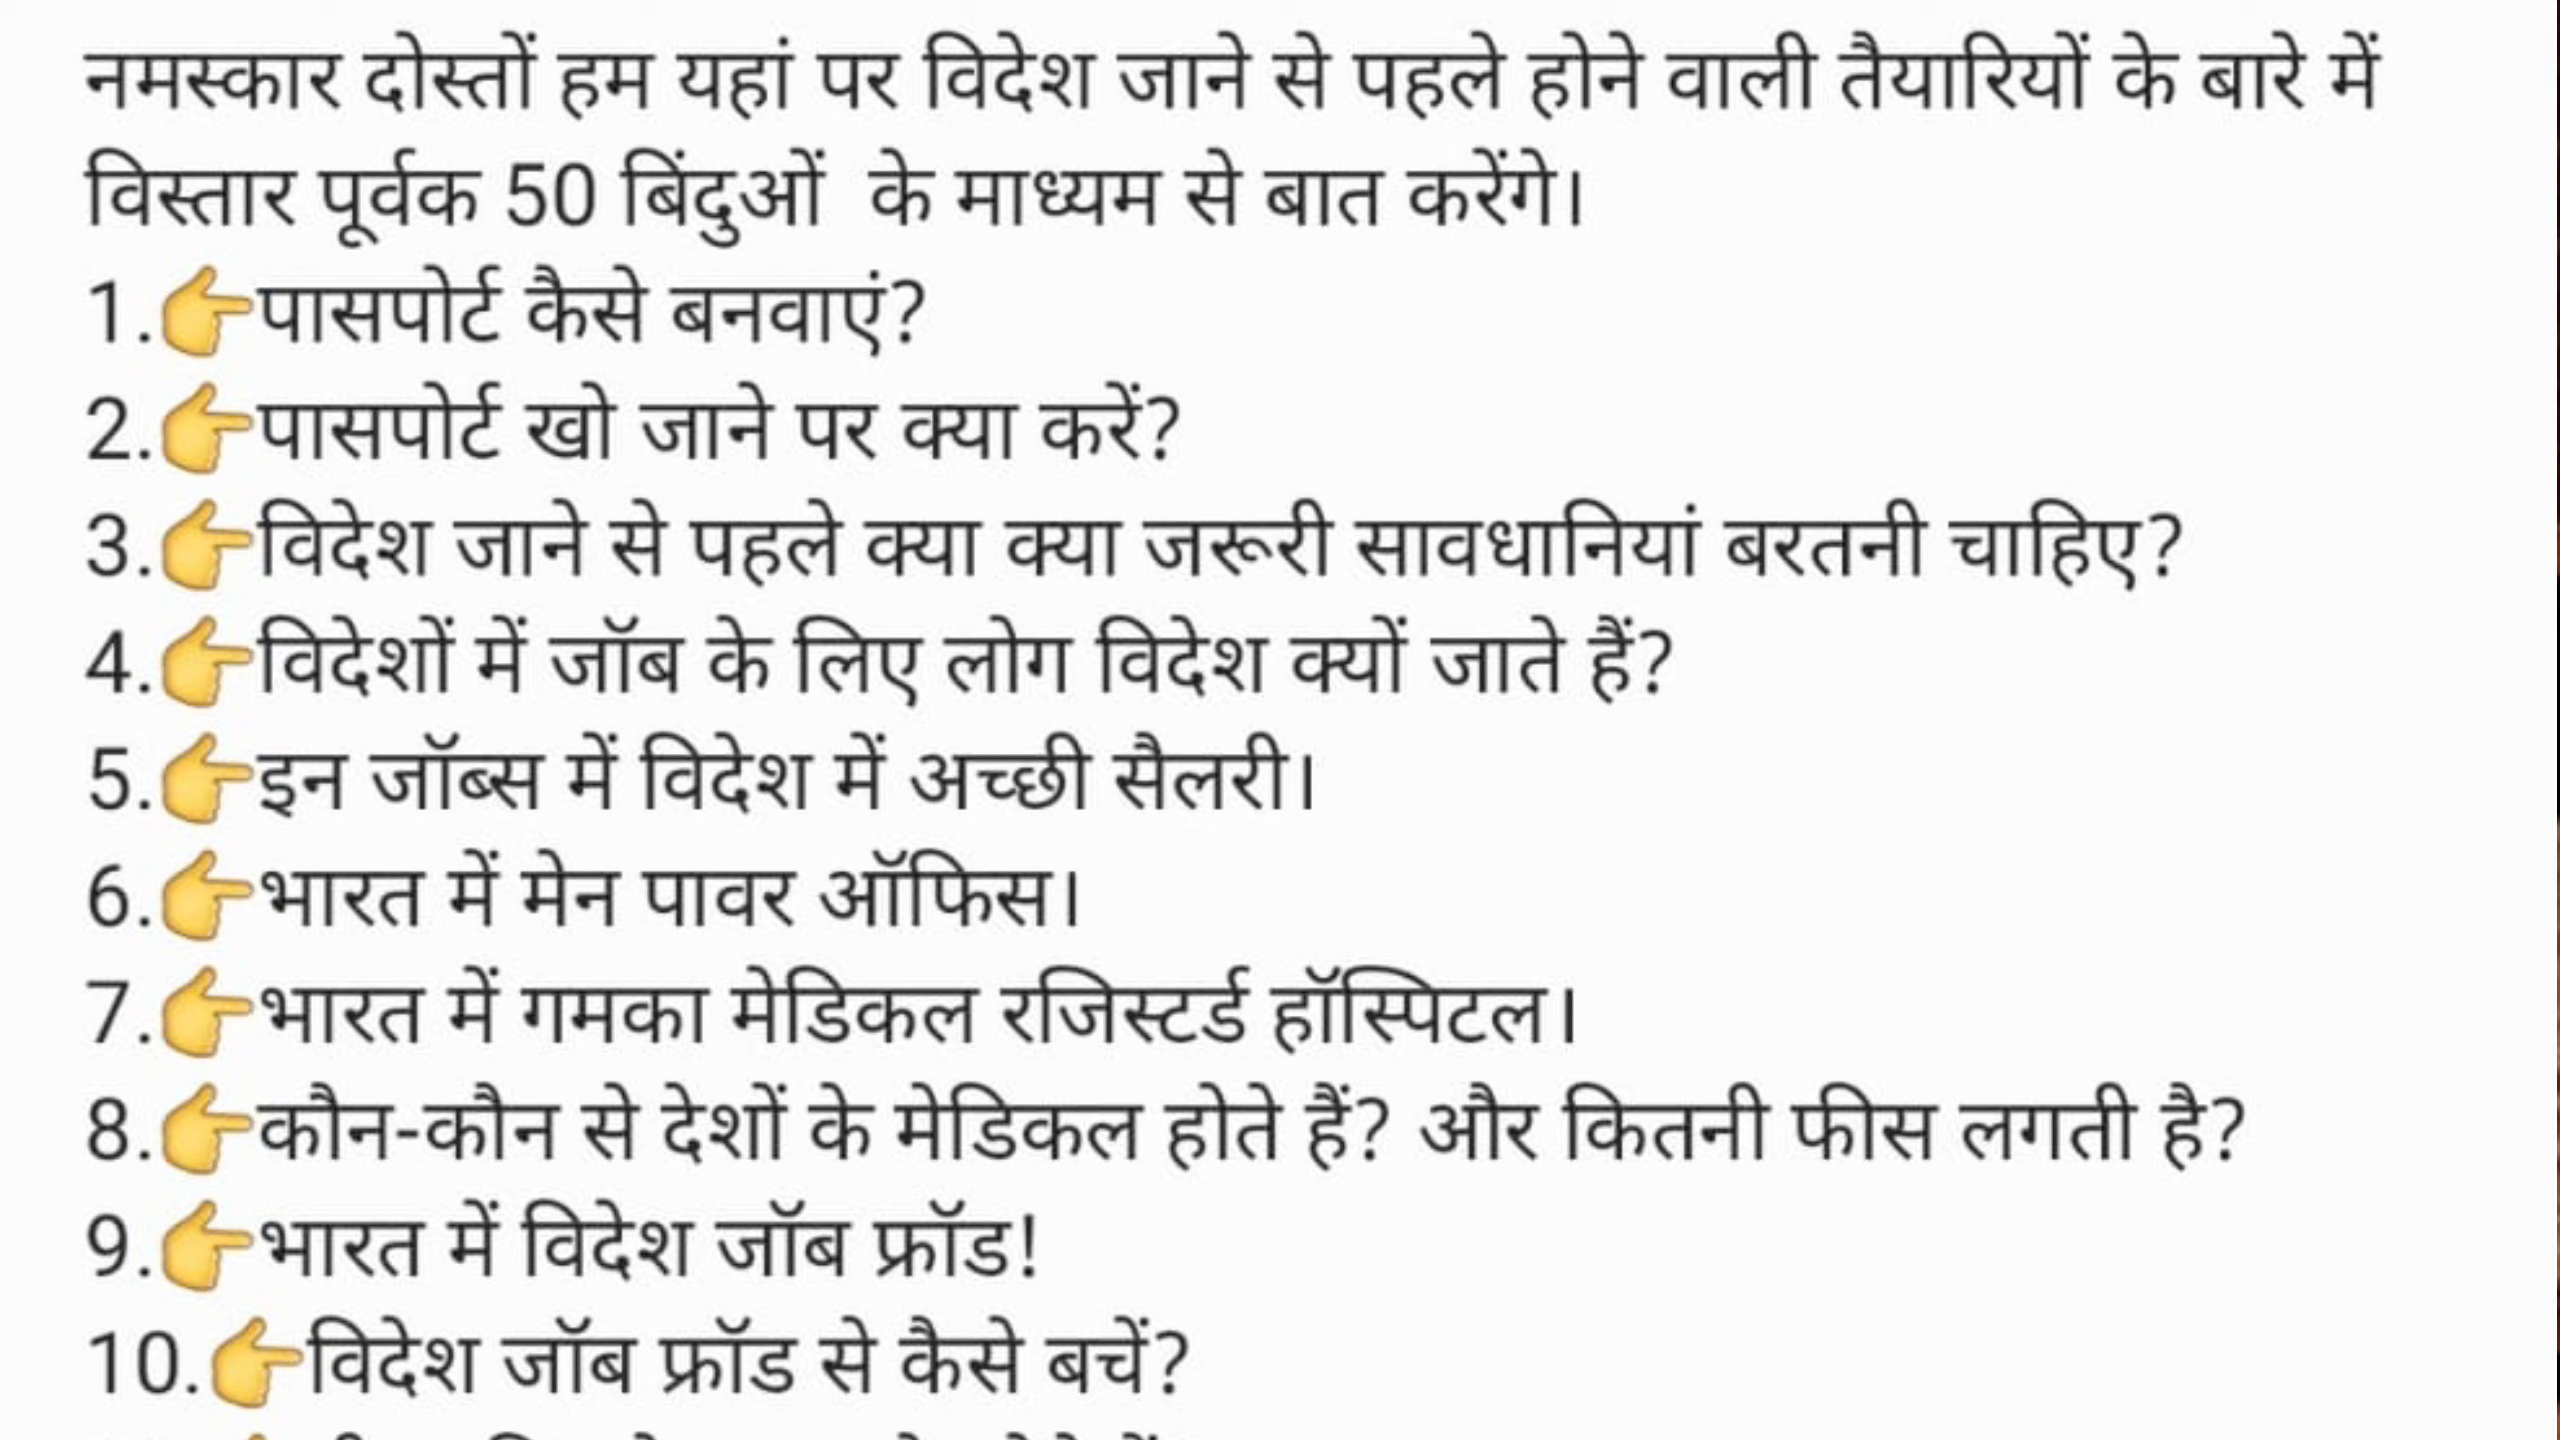 नमस्कार दोस्तों हम यहां पर विदेश जाने से पहले होने वाली तैयारियों के बारे में
विस्तार पूर्वक 50 बिंदुओं  के माध्यम से बात करेंगे।
1.👉पासपोर्ट कैसे बनवाएं?
2.👉पासपोर्ट खो जाने पर क्या करें?
3.👉विदेश जाने से पहले क्या क्या जरूरी सावधानियां बरतनी चाहिए?
4.👉विदेशों में जॉब के लिए लोग विदेश क्यों जाते हैं?
5.👉इन जॉब्स में विदेश में अच्छी सैलरी।
6.👉भारत में मेन पावर ऑफिस।
7.👉भारत में गमका मेडिकल रजिस्टर्ड हॉस्पिटल।
8.👉कौन-कौन से देशों के मेडिकल होते हैं? और कितनी फीस लगती है?
9.👉भारत में विदेश जॉब फ्रॉड!
10.👉विदेश जॉब फ्रॉड से कैसे बचें?